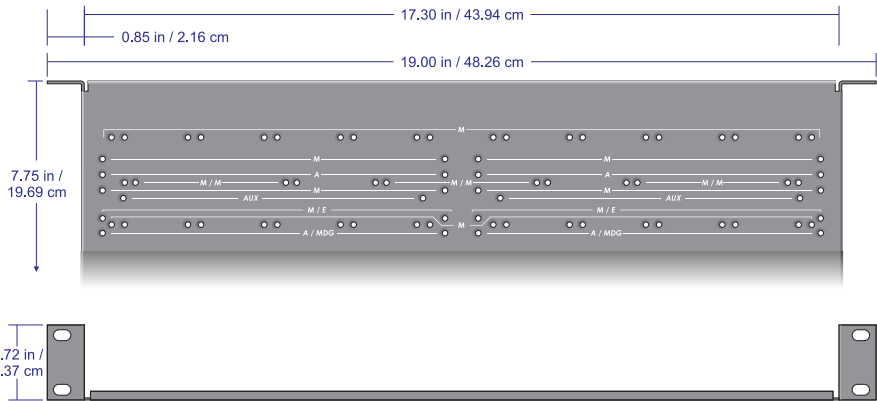 17.30 in / 43.94 cm
0.85 in / 2.16 cm
19.00 in / 48.26 cm
M
7.75 in /
19.69 cm
M M
A A
M / M M / M M / M
M M
AUX AUX
M / E M / E
M
A / MDG A / MDG
.72 in /
.37 cm